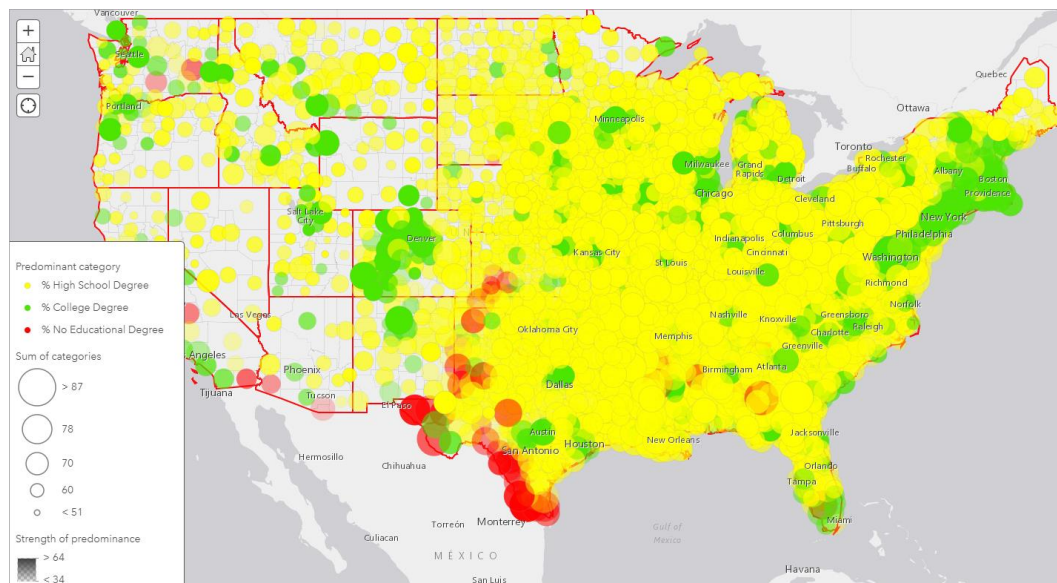 Vancouver
Seattle
Portland
Quebec
Ottawa
Toronto
Rochester
Buffalo
Albany
Boston
Providence
Minneapolis
Milwaukee
Grand
Rapids
Detroit
Chicago
Cleveland
New York
Pittsburgh
Philadelphia
Salt Lake
City
Denver
Kansas City
Indianapolis
Columbus
Cincinnati
Washington
St Louis
Louisville
Richmond
Norfolk
Las Vegas
Oklahoma City
Nashville
Knoxville
Greensboro
Raleigh
Charlotte
Memphis
Greenville
Angeles
Phoenix
Tijuana
Tucson
El Paso
Dallas
Birmingham
Atlanta
Austin
Houston
San Antonio
New Orleans
Jacksonville
Hermosillo
Chihuahua
Orlando
Tampa
Miami
Torreón
Monterrey
Culiacan
MÉXICO
San Luis
Gulf of
Mexico
Havana
Predominant category
% High School Degree
% College Degree
% No Educational Degree
Sum of categories
> 87
78
70
60
< 51
Strength of predominance
> 64
< 34